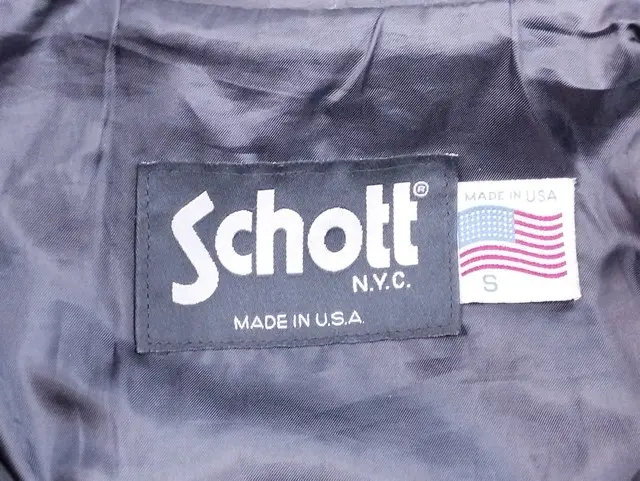 Schott®
N.Y.C.
MADE IN U.S.A.
MADE IN USA
S